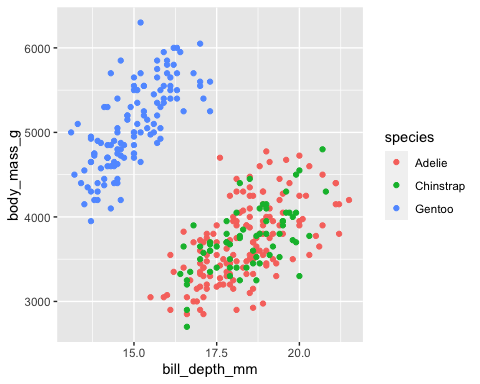 6000
5000
4000
3000
body_mass_g
15.0 17.5 20.0
bill_depth_mm
species
Adelie
Chinstrap
Gentoo